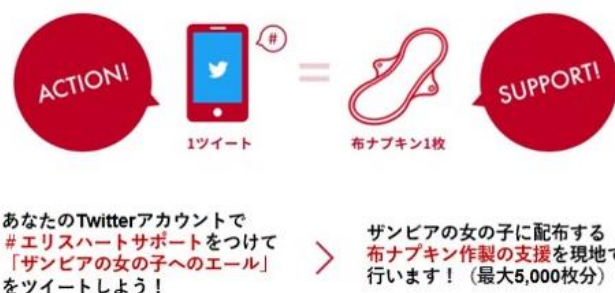 ACTION!
#
SUPPORT!
1ツイート
布ナプキン1枚
あなたのTwitterアカウントで
#エリスハートサポートをつけて
「ザンビアの女の子へのエール」
をツイートしよう!
ザンビアの女の子に配布する
布ナプキン作製の支援を現地で
行います!(最大5,000枚分)